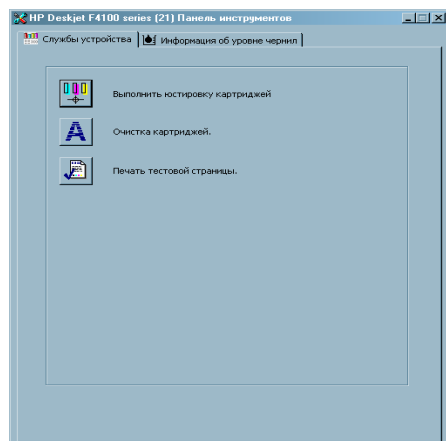 HP Deskjet F4100 series (21) Панель инструментов
Службы устройства Информация об уровне чернил
Выполнить юстировку картриджей
Очистка картриджей.
Печать тестовой страницы.